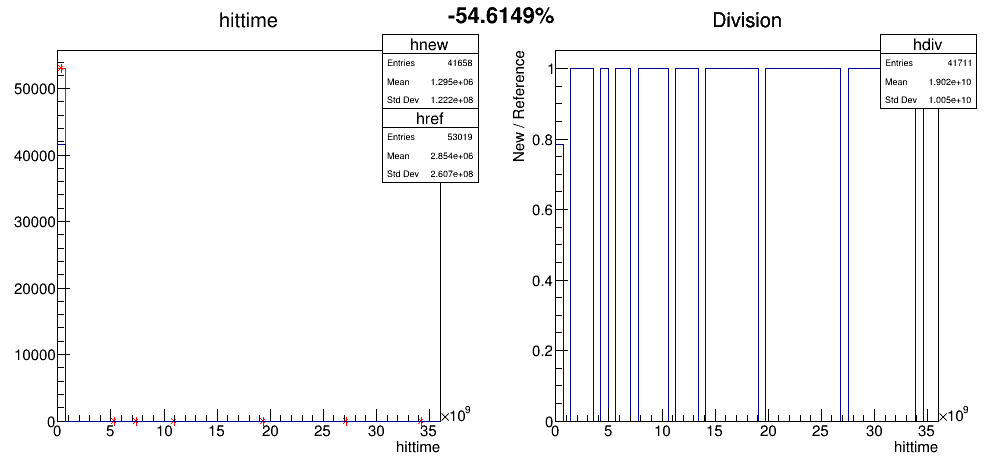 -54.6149%
hittime
hnew
Entries 41658
Mean 1.295e+06
Std Dev 1.222e+08
href
Entries 53019
Mean 2.854e+06
Std Dev 2.607e+08
50000
40000
30000
20000
10000
0
0 5 10 15 20 25 30 35
×10⁹
hittime
Division
hdiv
Entries 41711
Mean 1.902e+10
Std Dev 1.005e+10
New / Reference
1
0.8
0.6
0.4
0.2
0
0 5 10 15 20 25 30 35
×10⁹
hittime